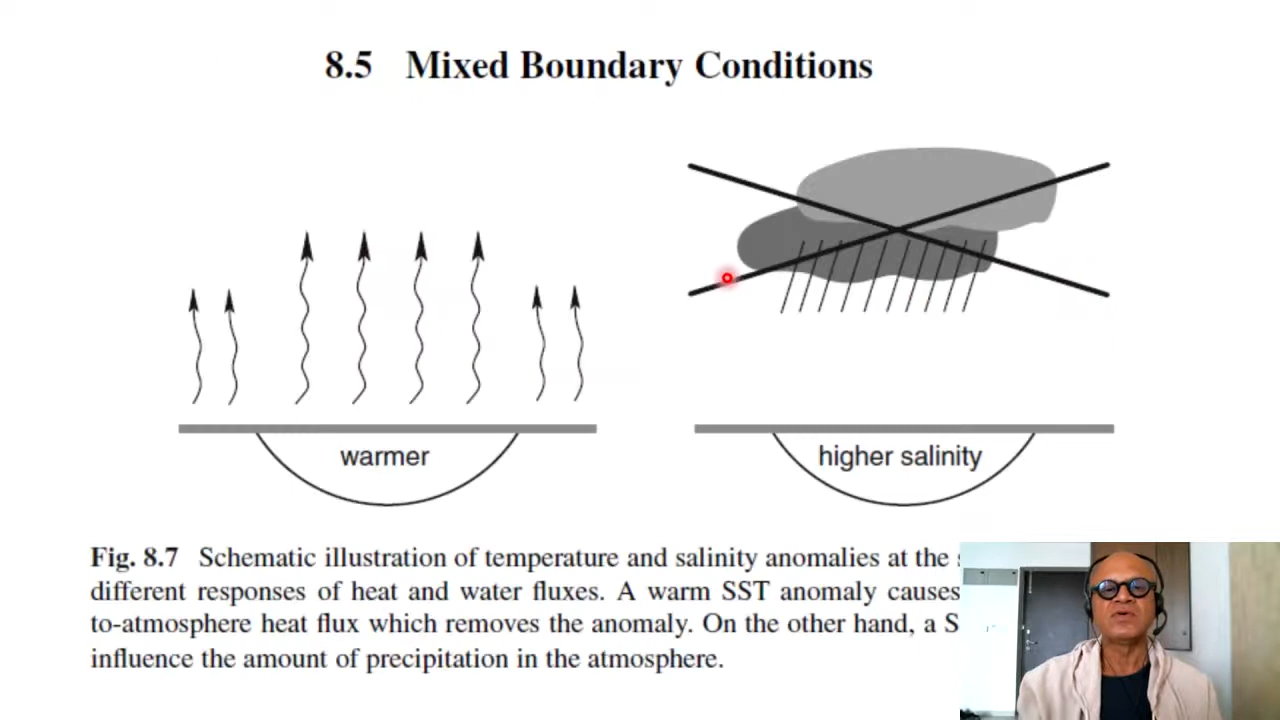 8.5 Mixed Boundary Conditions
warmer
higher salinity
Fig. 8.7 Schematic illustration of temperature and salinity anomalies at the
different responses of heat and water fluxes. A warm SST anomaly causes
to-atmosphere heat flux which removes the anomaly. On the other hand, a S
influence the amount of precipitation in the atmosphere.